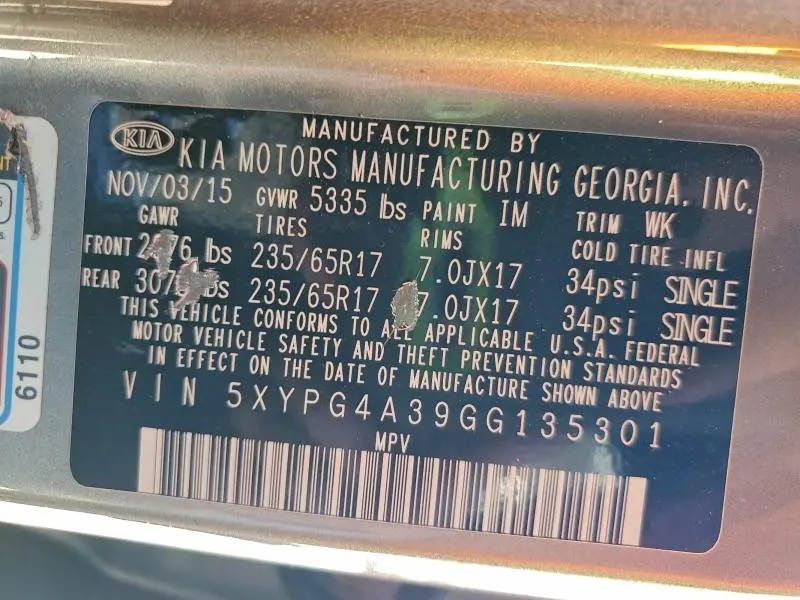 KIA
MANUFACTURED BY
KIA MOTORS MANUFACTURING GEORGIA, INC.
NOV/03/15 GVWR 5335 lbs PAINT IM TRIM WK
GAWR TIRES RIMS COLD TIRE INFL
FRONT lbs 235/65R17 7.0JX17 34psi SINGLE
REAR lbs 235/65R17 7.0JX17 34psi SINGLE
THIS VEHICLE CONFORMS TO ALL APPLICABLE U.S.A. FEDERAL
MOTOR VEHICLE SAFETY AND THEFT PREVENTION STANDARDS
IN EFFECT ON THE DATE OF MANUFACTURE SHOWN ABOVE
VIN 5XYPG4A39GG135301
MPV
6110